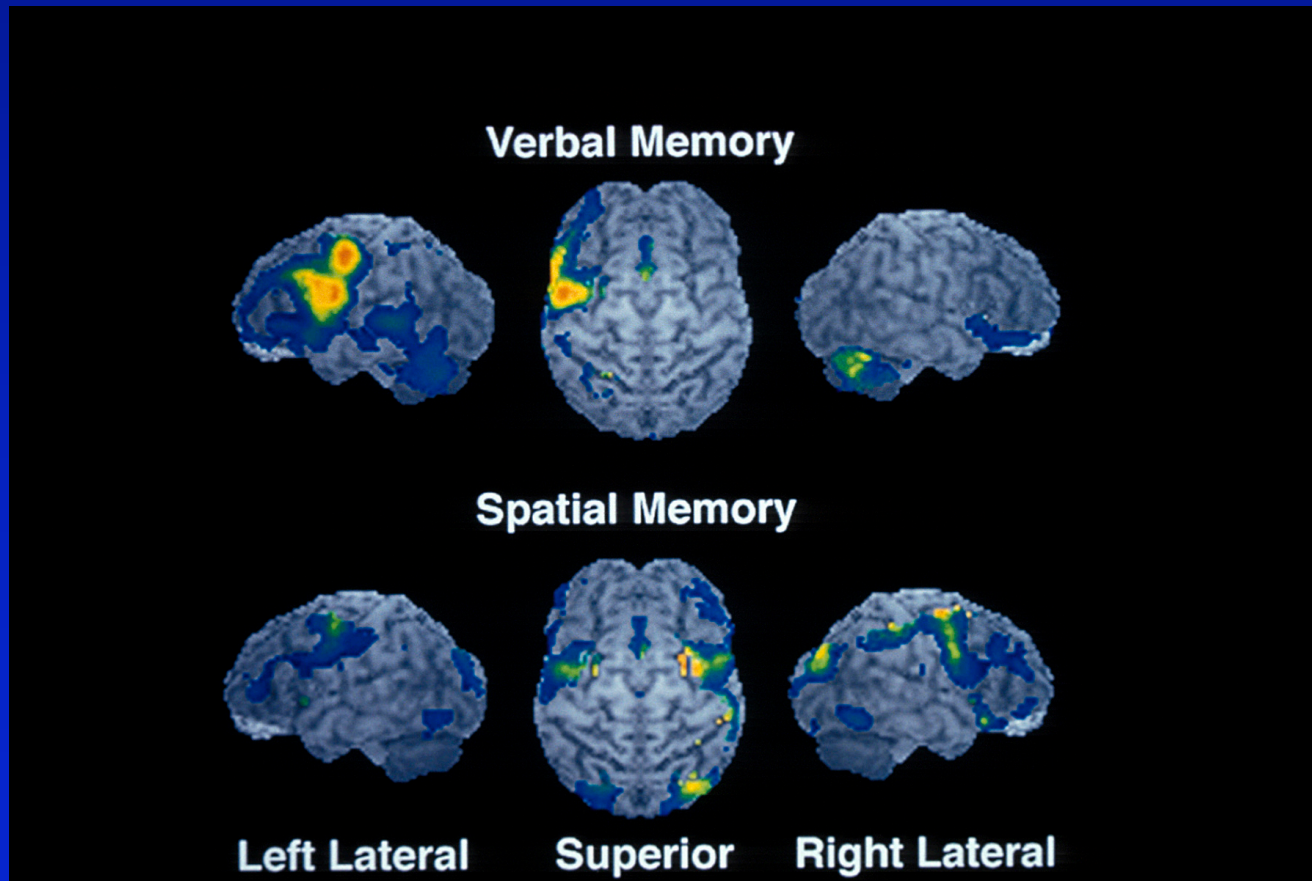 Verbal Memory
Spatial Memory
Left Lateral
Superior
Right Lateral